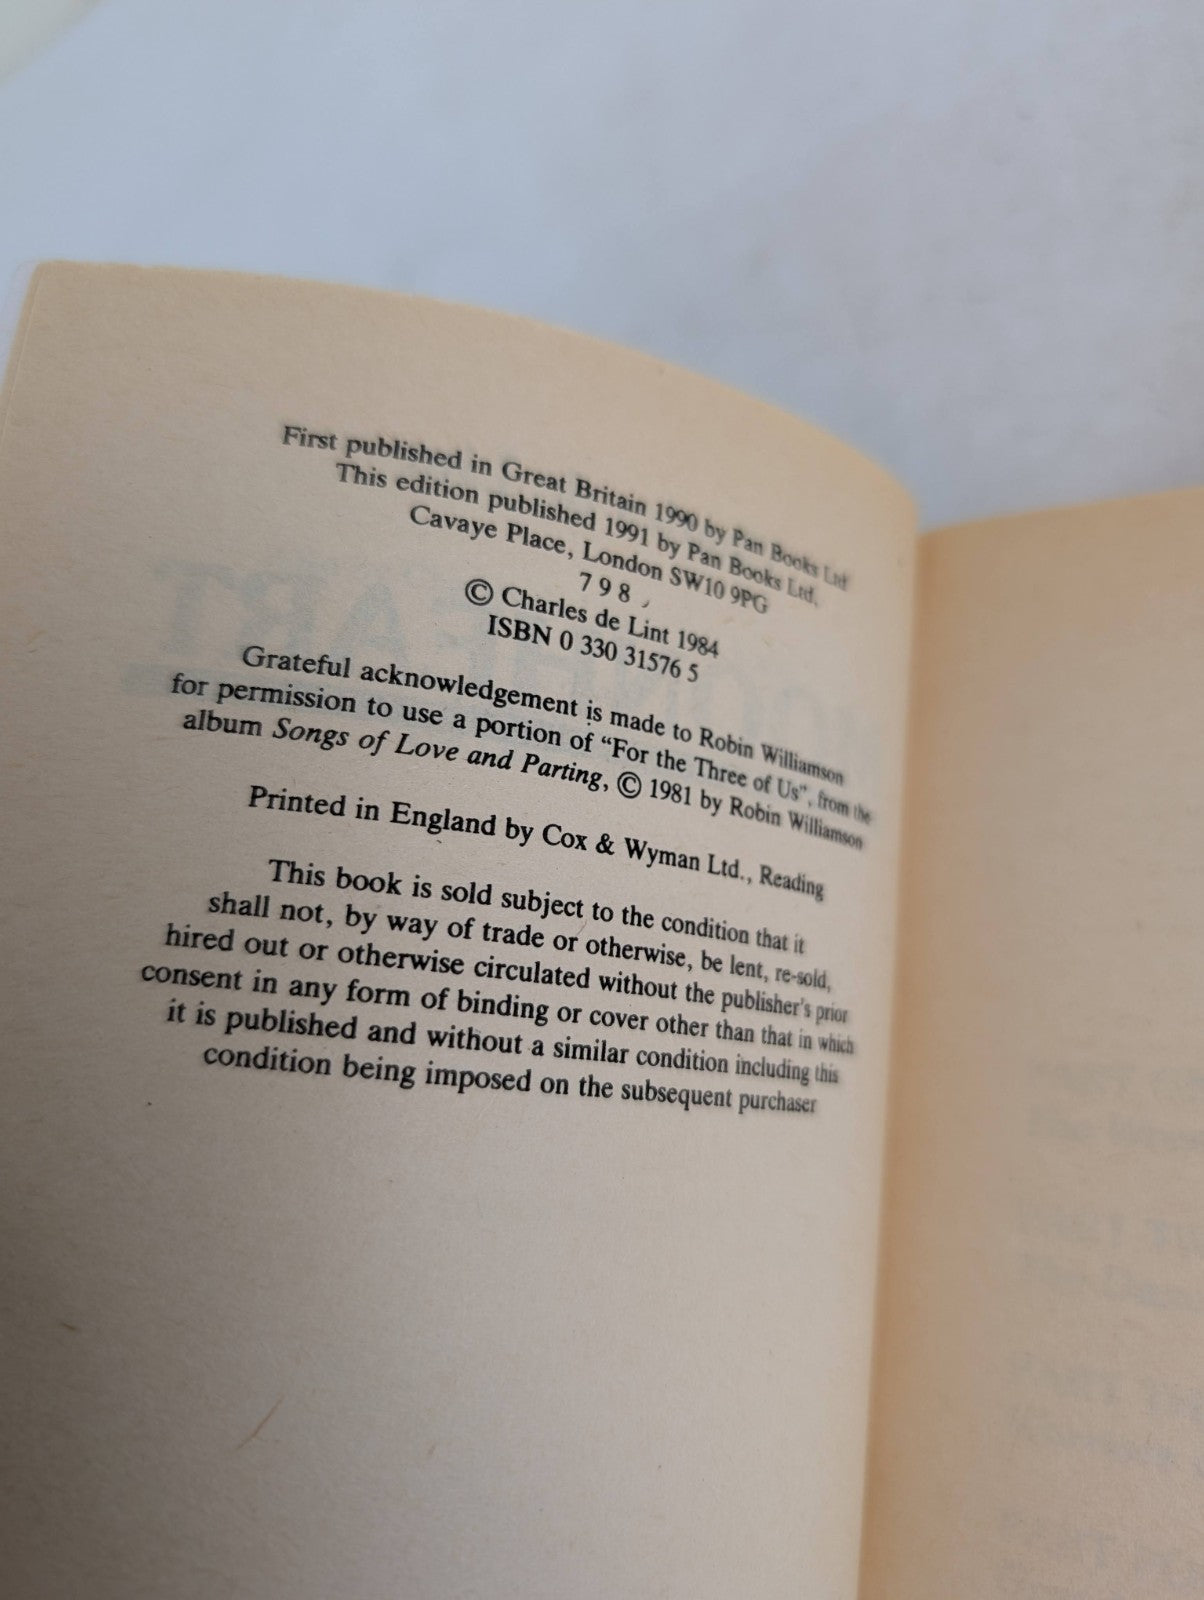 First published in Great Britain 1990 by Pan Books Ltd
This edition published 1991 by Pan Books Ltd,
Cavaye Place, London SW10 9PG
7 9 8
© Charles de Lint 1984
ISBN 0 330 31576 5
Grateful acknowledgement is made to Robin Williamson
for permission to use a portion of “For the Three of Us”, from the
album Songs of Love and Parting, © 1981 by Robin Williamson
Printed in England by Cox & Wyman Ltd., Reading
This book is sold subject to the condition that it
shall not, by way of trade or otherwise, be lent, re-sold,
hired out or otherwise circulated without the publisher's prior
consent in any form of binding or cover other than that in which
it is published and without a similar condition including this
condition being imposed on the subsequent purchaser